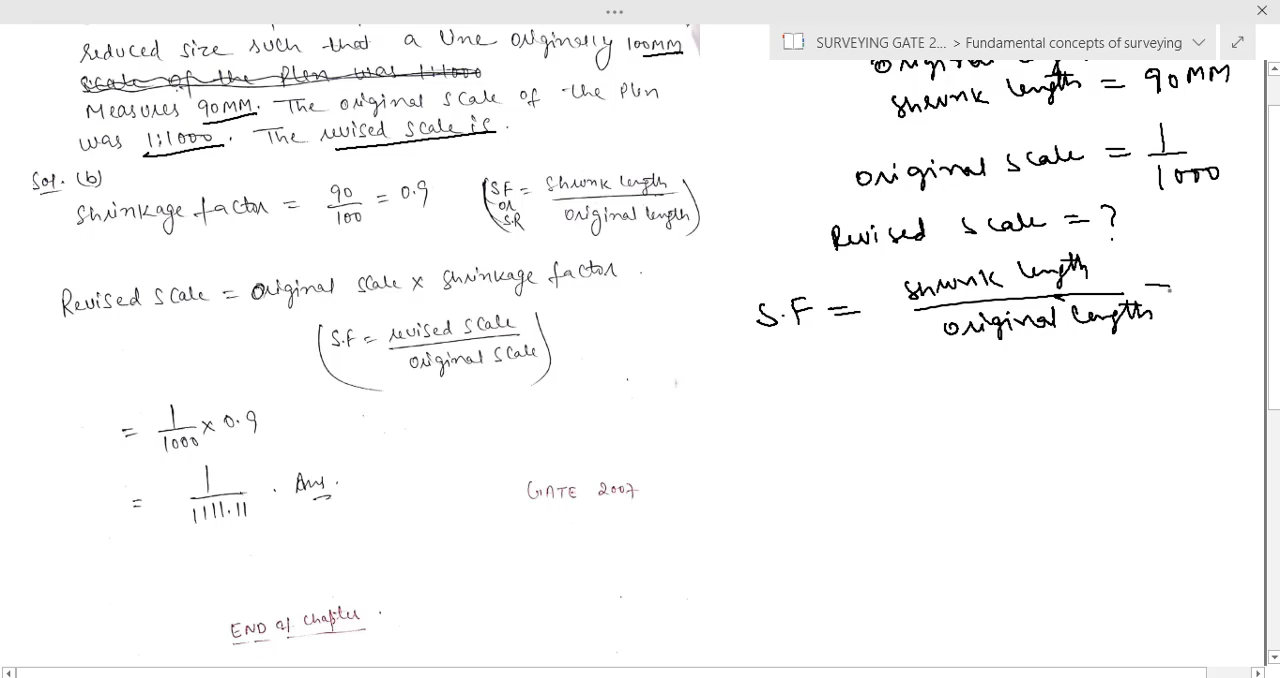 SURVEYING GATE 2... > Fundamental concepts of surveying
reduced size such that a line originally 100MM
scale of the plan was 1:1000
Measures 90MM. The original scale of the plan
was 1:1000. The revised scale is.
Sol. (b)
Shrinkage factor = 90/100 = 0.9 (SF or S.R = Shrunk length/original length)
Revised scale = original scale × shrinkage factor.
(S.F = revised scale/original scale)
= 1/1000 × 0.9
= 1/1111.11 . Ans.
GATE 2007
END of chapter.
Shrunk length = 90MM
Original scale = 1/1000
Revised scale = ?
S.F = shrunk length/original length =